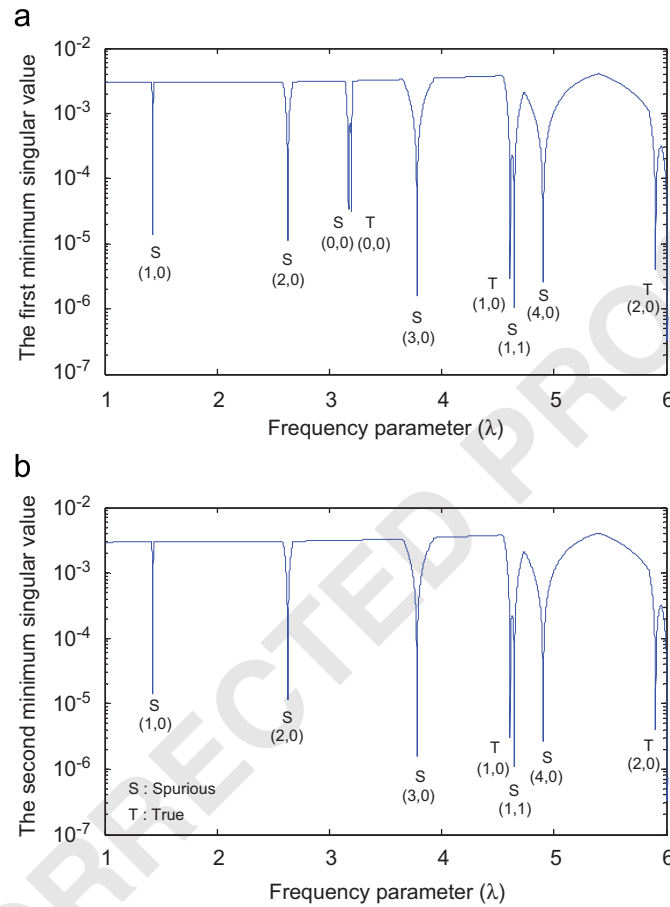 a
The first minimum singular value
10-2
10-3
10-4
10-5
10-6
10-7
S
(1,0)
S
(2,0)
S
(0,0)
T
(0,0)
S
(3,0)
T
(1,0)
S
(1,1)
S
(4,0)
T
(2,0)
1 2 3 4 5 6
Frequency parameter (λ)
b
The second minimum singular value
10-2
10-3
10-4
10-5
10-6
10-7
S
(1,0)
S
(2,0)
S
(3,0)
T
(1,0)
S
(1,1)
S
(4,0)
T
(2,0)
S : Spurious
T : True
1 2 3 4 5 6
Frequency parameter (λ)
RRECTED PRO